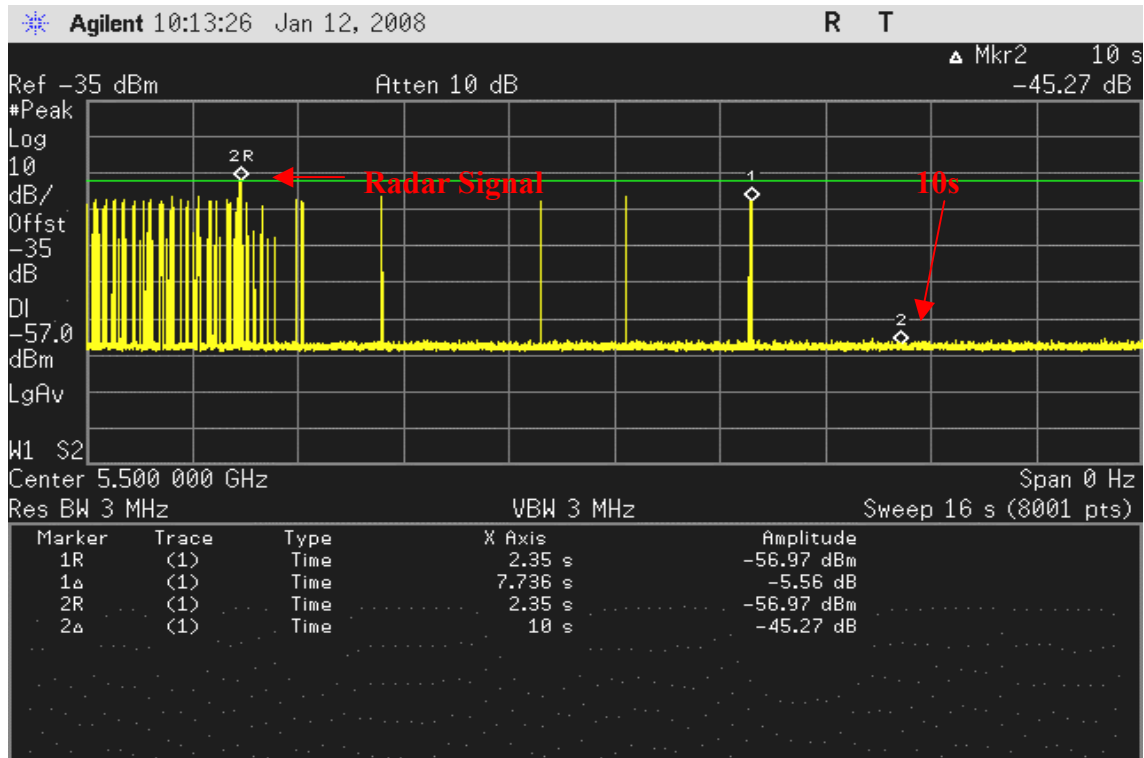 Agilent 10:13:26 Jan 12, 2008 R T
▵ Mkr2 10 s
Ref -35 dBm Atten 10 dB -45.27 dB
#Peak
Log
10
dB/
Offst
-35
dB
DI
-57.0
dBm
LgAv
W1 S2
2R
Radar Signal
1
10s
2
Center 5.500 000 GHz Span 0 Hz
Res BW 3 MHz VBW 3 MHz Sweep 16 s (8001 pts)
Marker Trace Type X Axis Amplitude
1R (1) Time 2.35 s -56.97 dBm
1▵ (1) Time 7.736 s -5.56 dB
2R (1) Time 2.35 s -56.97 dBm
2▵ (1) Time 10 s -45.27 dB